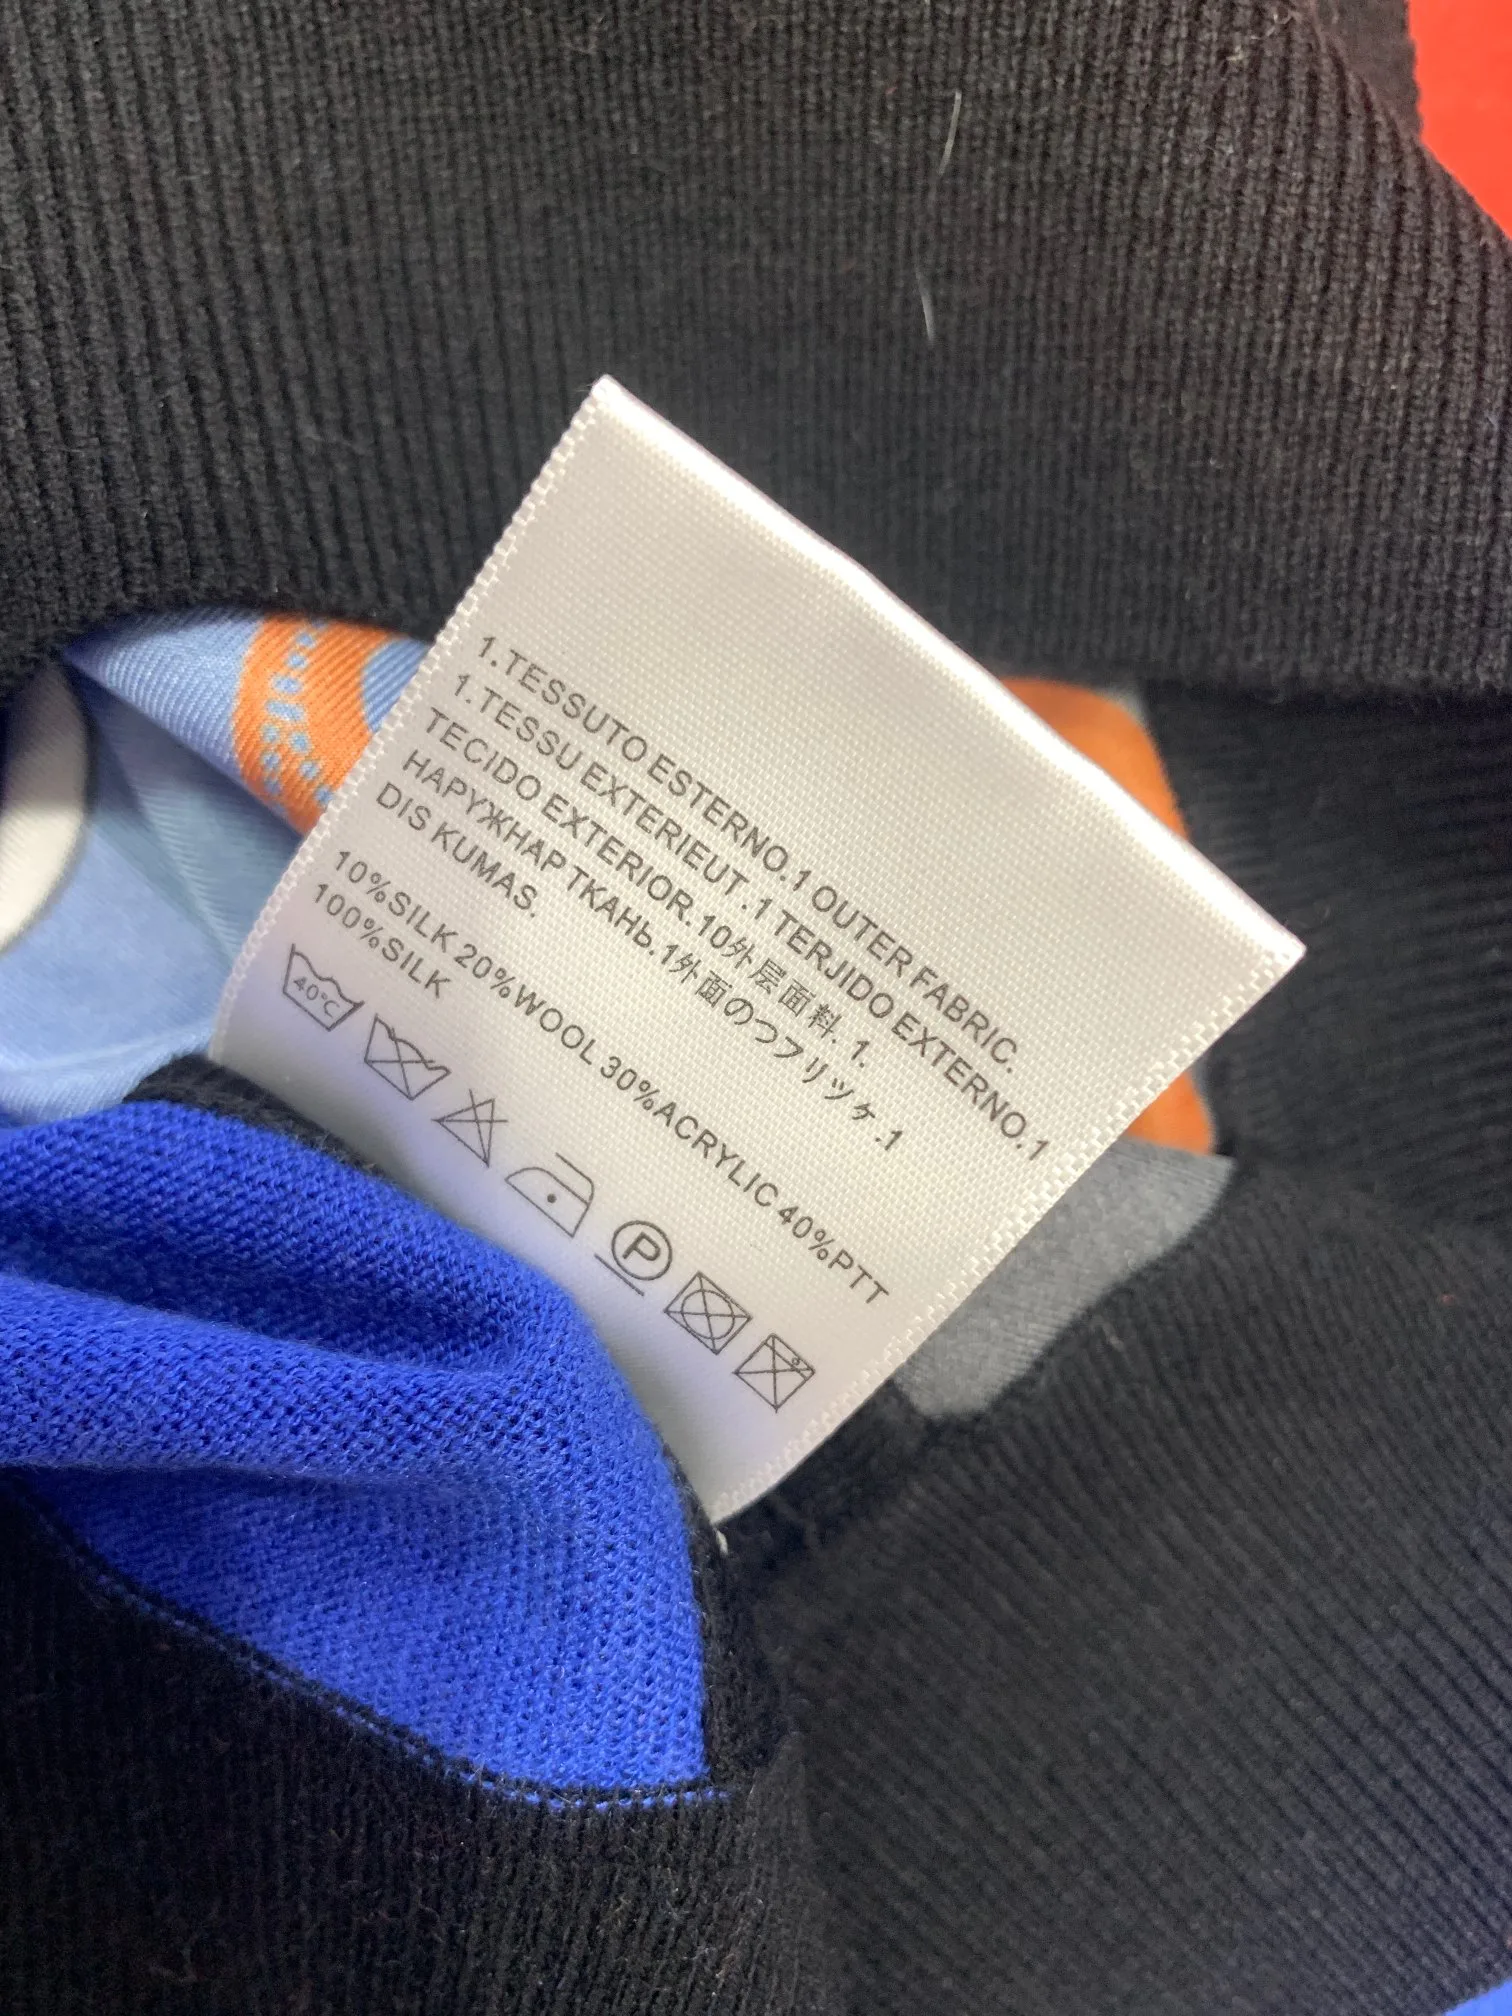 1.TESSUTO ESTERNO.1 OUTER FABRIC.
1.TESSU EXTERIEUT .1 TERJIDO EXTERNO.1
TECIDO EXTERIOR.10外层面料. 1.
НАРУЖНАР ТКАНЬ.1外面のつフリッケ .1
DIS KUMAS.
10%SILK 20%WOOL 30%ACRYLIC 40%PTT
100%SILK
40°C
P